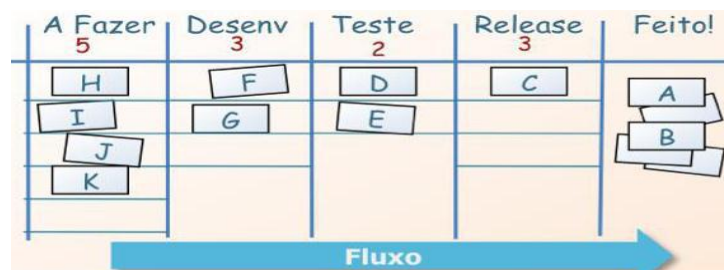 A Fazer Desenv Teste Release Feito!
5 3 2 3
H F D C A
I G E B
J
K
Fluxo